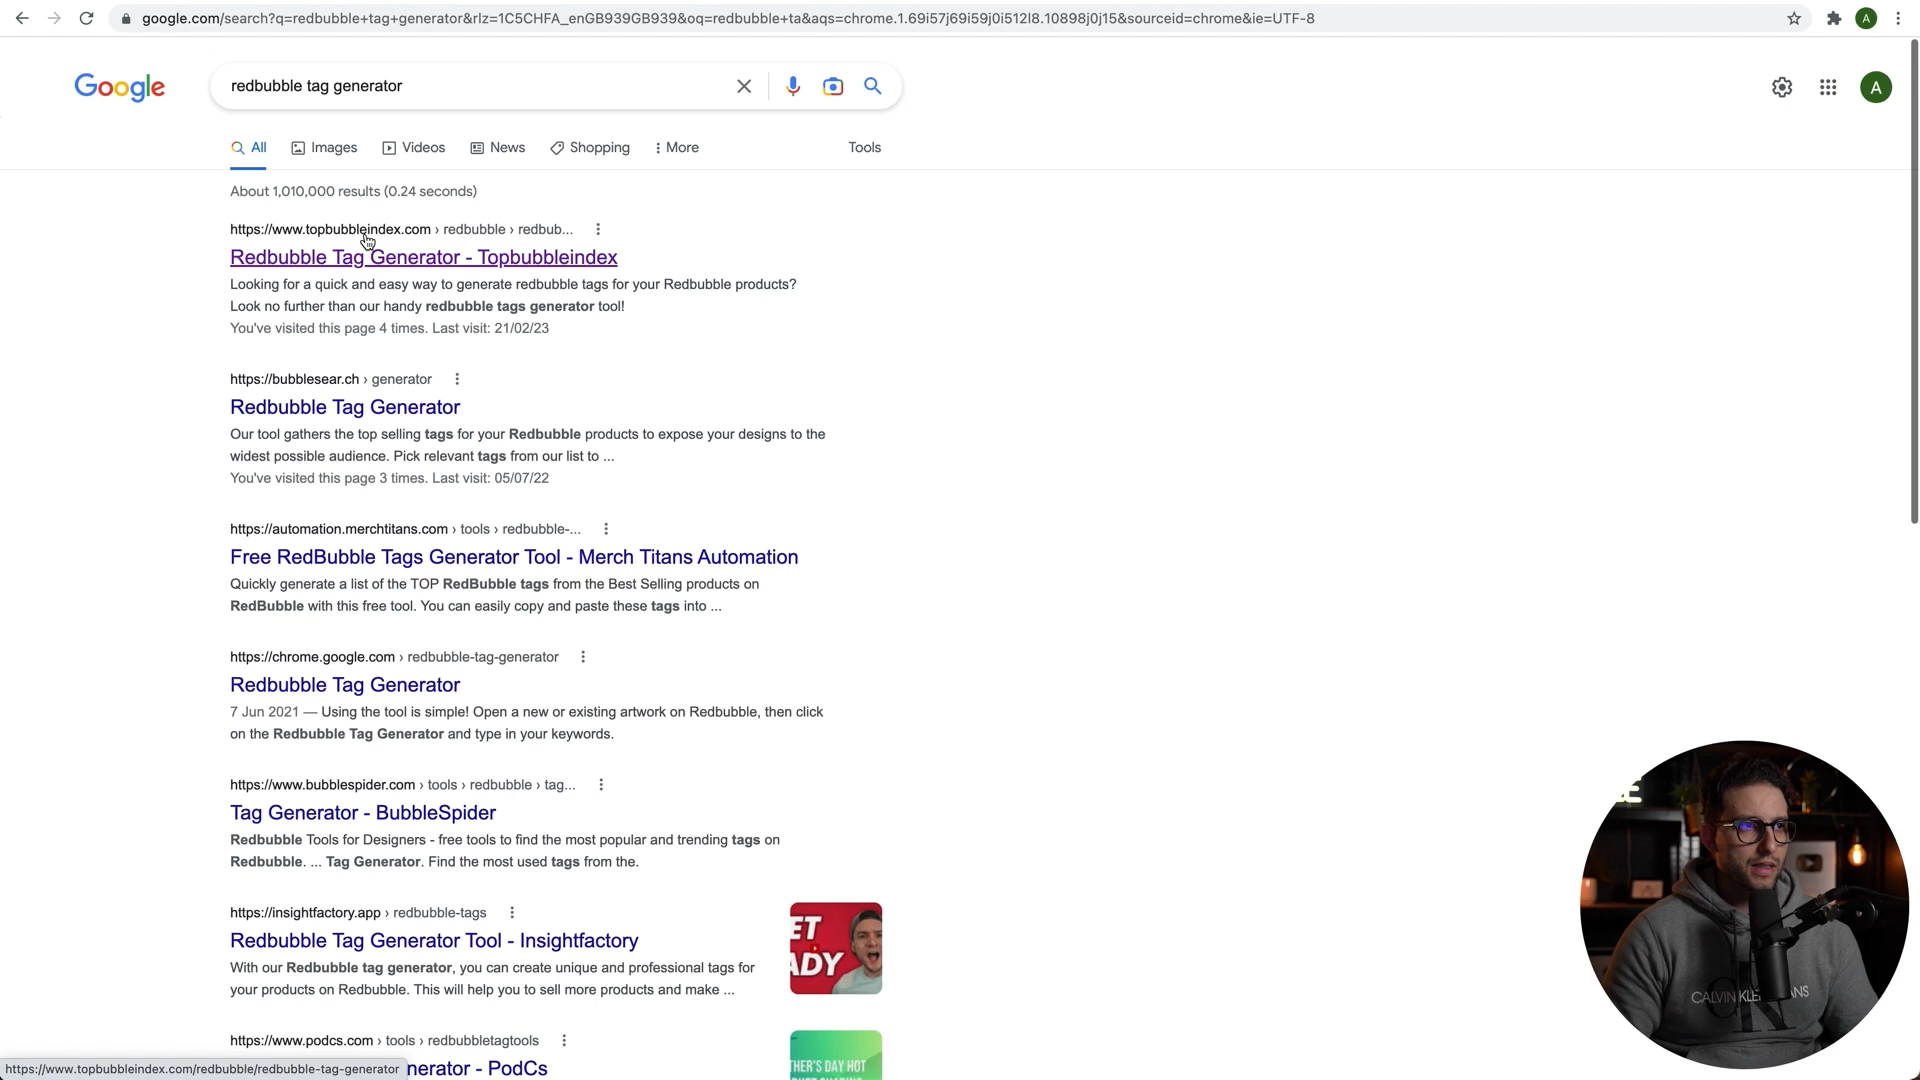 google.com/search?q=redbubble+tag+generator&rlz=1C5CHFA_enGB939GB939&oq=redbubble+ta&aqs=chrome.1.69i57j69i59j0i512l8.10898j0j15&sourceid=chrome&ie=UTF-8
A
Google
redbubble tag generator
A
All
Images
Videos
News
Shopping
More
Tools
About 1,010,000 results (0.24 seconds)
https://www.topbubbleindex.com › redbubble › redbub...
Redbubble Tag Generator - Topbubbleindex
Looking for a quick and easy way to generate redbubble tags for your Redbubble products?
Look no further than our handy redbubble tags generator tool!
You've visited this page 4 times. Last visit: 21/02/23
https://bubblesear.ch › generator
Redbubble Tag Generator
Our tool gathers the top selling tags for your Redbubble products to expose your designs to the
widest possible audience. Pick relevant tags from our list to ...
You've visited this page 3 times. Last visit: 05/07/22
https://automation.merchtitans.com › tools › redbubble-...
Free RedBubble Tags Generator Tool - Merch Titans Automation
Quickly generate a list of the TOP RedBubble tags from the Best Selling products on
RedBubble with this free tool. You can easily copy and paste these tags into ...
https://chrome.google.com › redbubble-tag-generator
Redbubble Tag Generator
7 Jun 2021 — Using the tool is simple! Open a new or existing artwork on Redbubble, then click
on the Redbubble Tag Generator and type in your keywords.
https://www.bubblespider.com › tools › redbubble › tag...
Tag Generator - BubbleSpider
Redbubble Tools for Designers - free tools to find the most popular and trending tags on
Redbubble. ... Tag Generator. Find the most used tags from the.
https://insightfactory.app › redbubble-tags
Redbubble Tag Generator Tool - Insightfactory
With our Redbubble tag generator, you can create unique and professional tags for
your products on Redbubble. This will help you to sell more products and make ...
ET
ADY
https://www.podcs.com › tools › redbubbletagtools
nerator - PodCs
THER'S DAY HOT
https://www.topbubbleindex.com/redbubble/redbubble-tag-generator